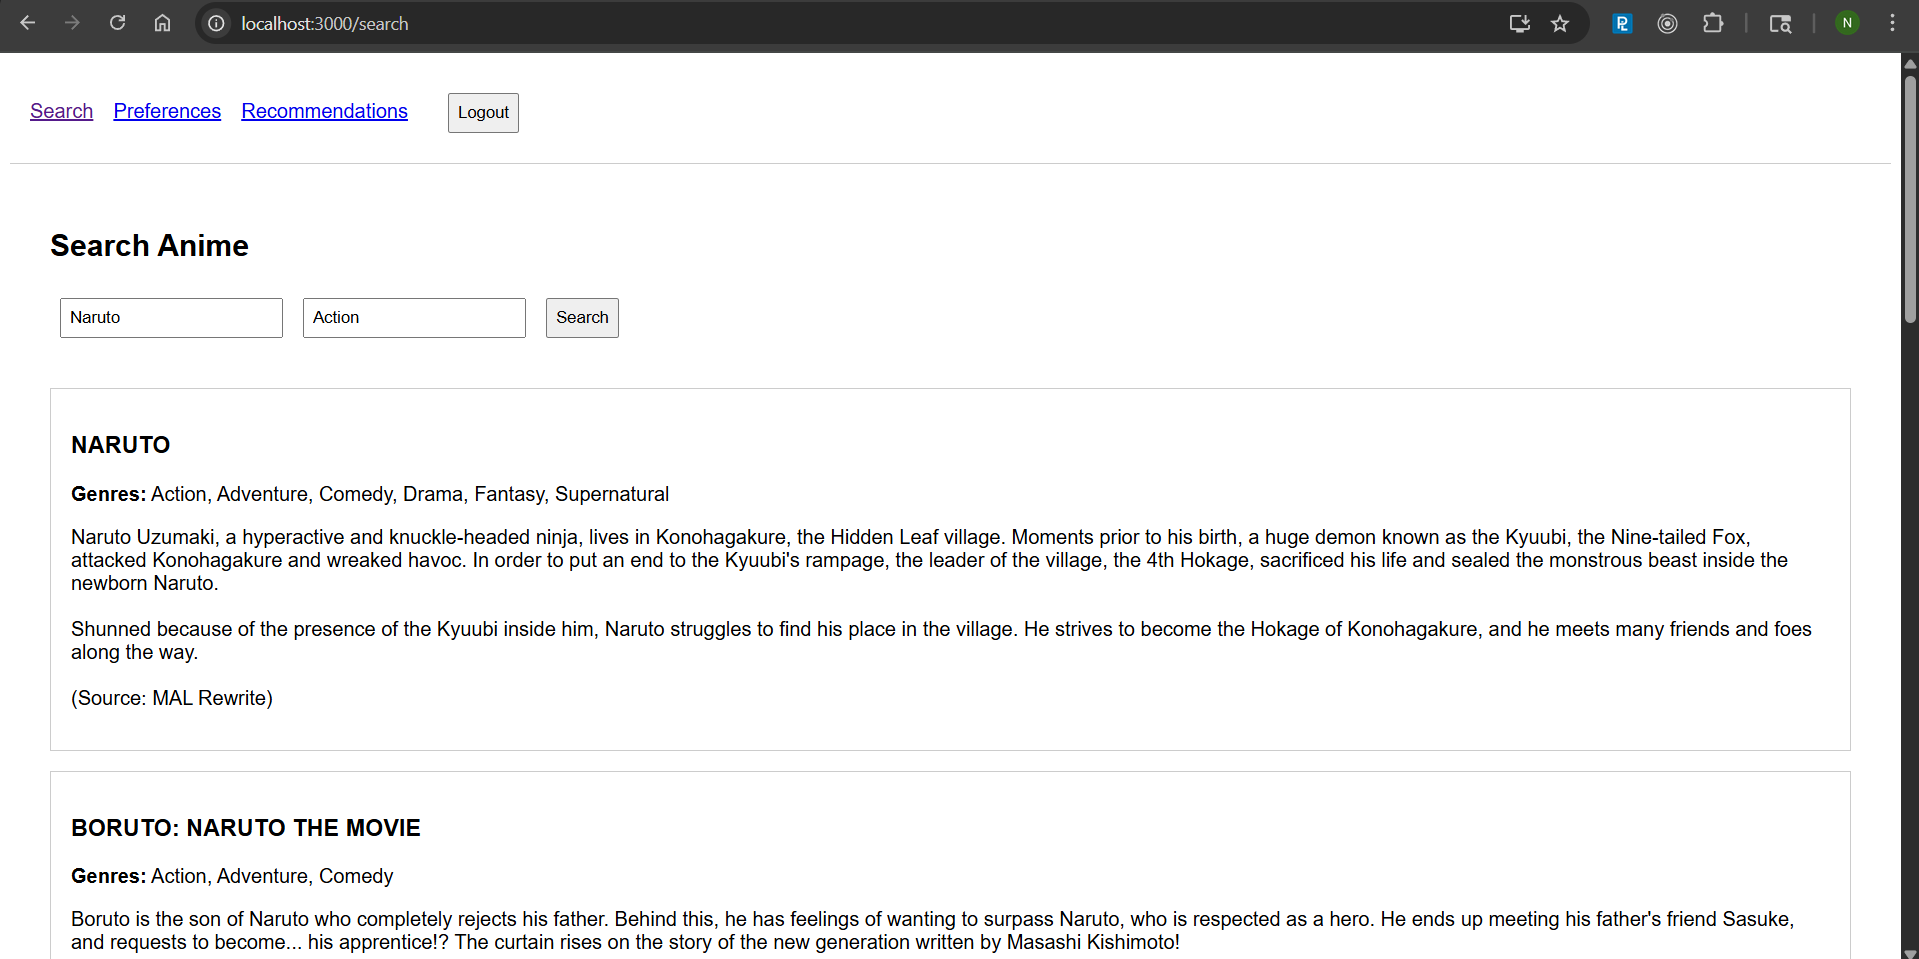 localhost:3000/search
N
Search Preferences Recommendations Logout
Search Anime
Naruto Action Search
NARUTO
Genres: Action, Adventure, Comedy, Drama, Fantasy, Supernatural
Naruto Uzumaki, a hyperactive and knuckle-headed ninja, lives in Konohagakure, the Hidden Leaf village. Moments prior to his birth, a huge demon known as the Kyuubi, the Nine-tailed Fox,
attacked Konohagakure and wreaked havoc. In order to put an end to the Kyuubi's rampage, the leader of the village, the 4th Hokage, sacrificed his life and sealed the monstrous beast inside the
newborn Naruto.
Shunned because of the presence of the Kyuubi inside him, Naruto struggles to find his place in the village. He strives to become the Hokage of Konohagakure, and he meets many friends and foes
along the way.
(Source: MAL Rewrite)
BORUTO: NARUTO THE MOVIE
Genres: Action, Adventure, Comedy
Boruto is the son of Naruto who completely rejects his father. Behind this, he has feelings of wanting to surpass Naruto, who is respected as a hero. He ends up meeting his father's friend Sasuke,
and requests to become... his apprentice!? The curtain rises on the story of the new generation written by Masashi Kishimoto!